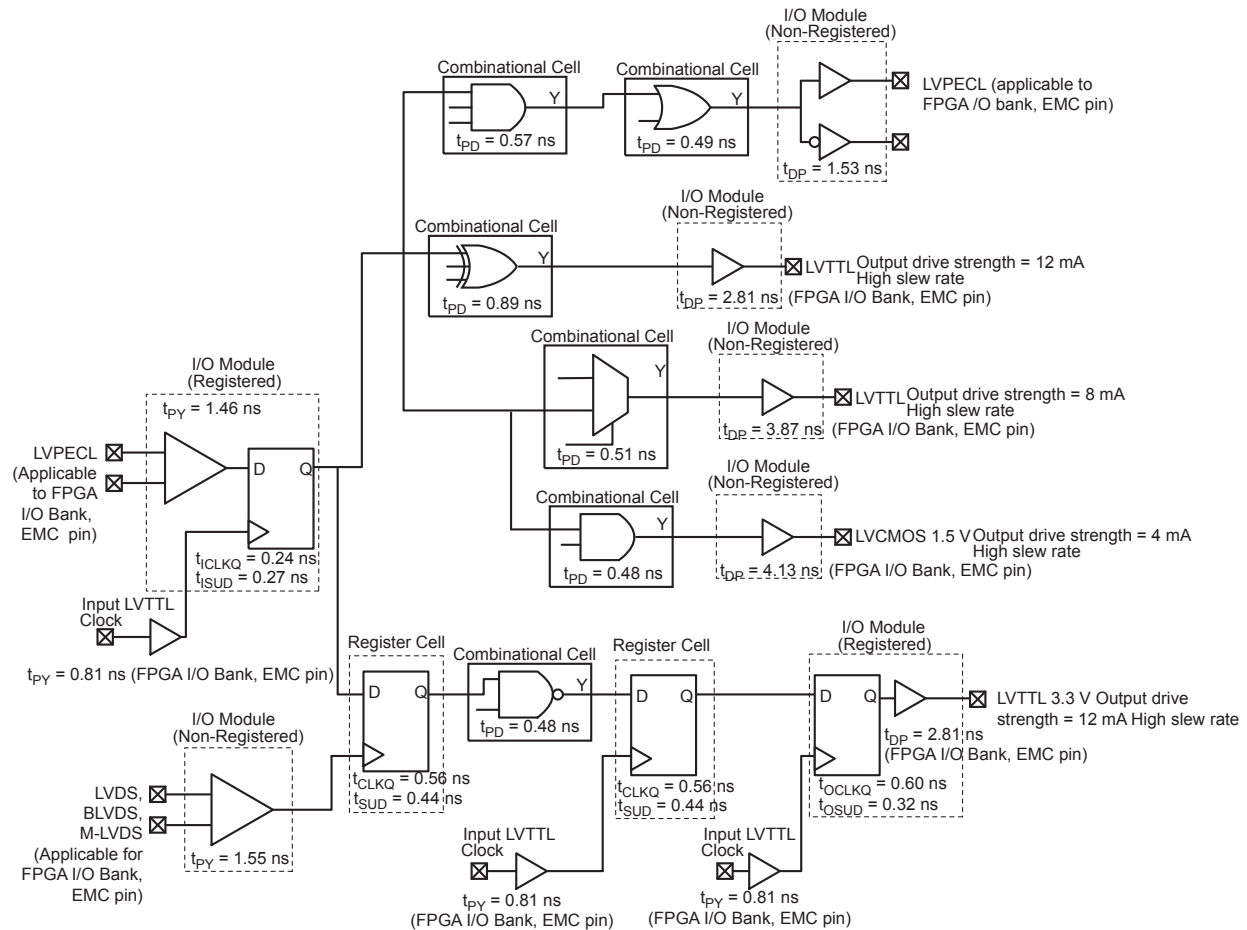 I/O Module
(Non-Registered)
Combinational Cell
Y
tPD = 0.57 ns
Combinational Cell
Y
tPD = 0.49 ns
tDP = 1.53 ns
LVPECL (applicable to
FPGA /O bank, EMC pin)
I/O Module
(Non-Registered)
Combinational Cell
Y
tPD = 0.89 ns
tDP = 2.81 ns
LVTTL Output drive strength = 12 mA
High slew rate
(FPGA I/O Bank, EMC pin)
I/O Module
(Non-Registered)
Combinational Cell
Y
tPD = 0.51 ns
tDP = 3.87 ns
LVTTL Output drive strength = 8 mA
High slew rate
(FPGA I/O Bank, EMC pin)
I/O Module
(Non-Registered)
Combinational Cell
Y
tPD = 0.48 ns
tDP = 4.13 ns
LVCMOS 1.5 V Output drive strength = 4 mA
High slew rate
(FPGA I/O Bank, EMC pin)
I/O Module
(Registered)
tPY = 1.46 ns
LVPECL
(Applicable
to FPGA
I/O Bank,
EMC pin)
D
Q
tICLKQ = 0.24 ns
tISUD = 0.27 ns
Input LVTTL
Clock
tPY = 0.81 ns (FPGA I/O Bank, EMC pin)
I/O Module
(Non-Registered)
LVDS,
BLVDS,
M-LVDS
(Applicable for
FPGA I/O Bank,
EMC pin)
tPY = 1.55 ns
Register Cell
D
Q
tCLKQ = 0.56 ns
tSUD = 0.44 ns
Combinational Cell
Y
tPD = 0.48 ns
Register Cell
D
Q
tCLKQ = 0.56 ns
tSUD = 0.44 ns
Input LVTTL
Clock
tPY = 0.81 ns
(FPGA I/O Bank, EMC pin)
I/O Module
(Registered)
D
Q
tDP = 2.81 ns
(FPGA I/O Bank, EMC pin)
tOCLKQ = 0.60 ns
tOSUD = 0.32 ns
LVTTL 3.3 V Output drive
strength = 12 mA High slew rate
Input LVTTL
Clock
tPY = 0.81 ns
(FPGA I/O Bank, EMC pin)